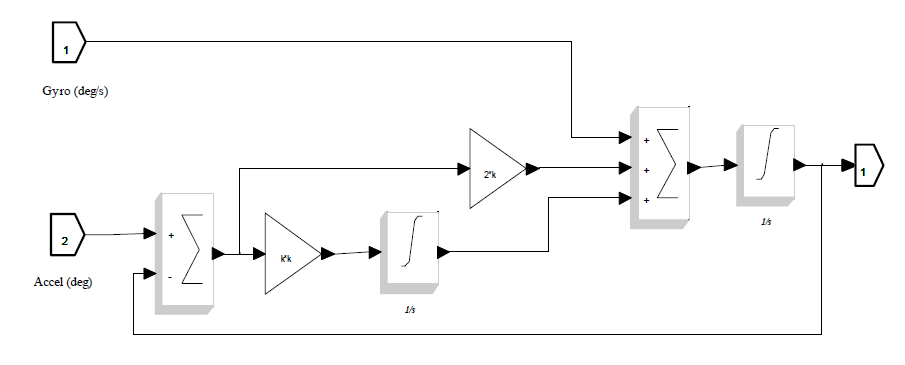 1
Gyro (deg/s)
+
2*k
+
1
+
1/s
2
+
k*k
-
Accel (deg)
1/s